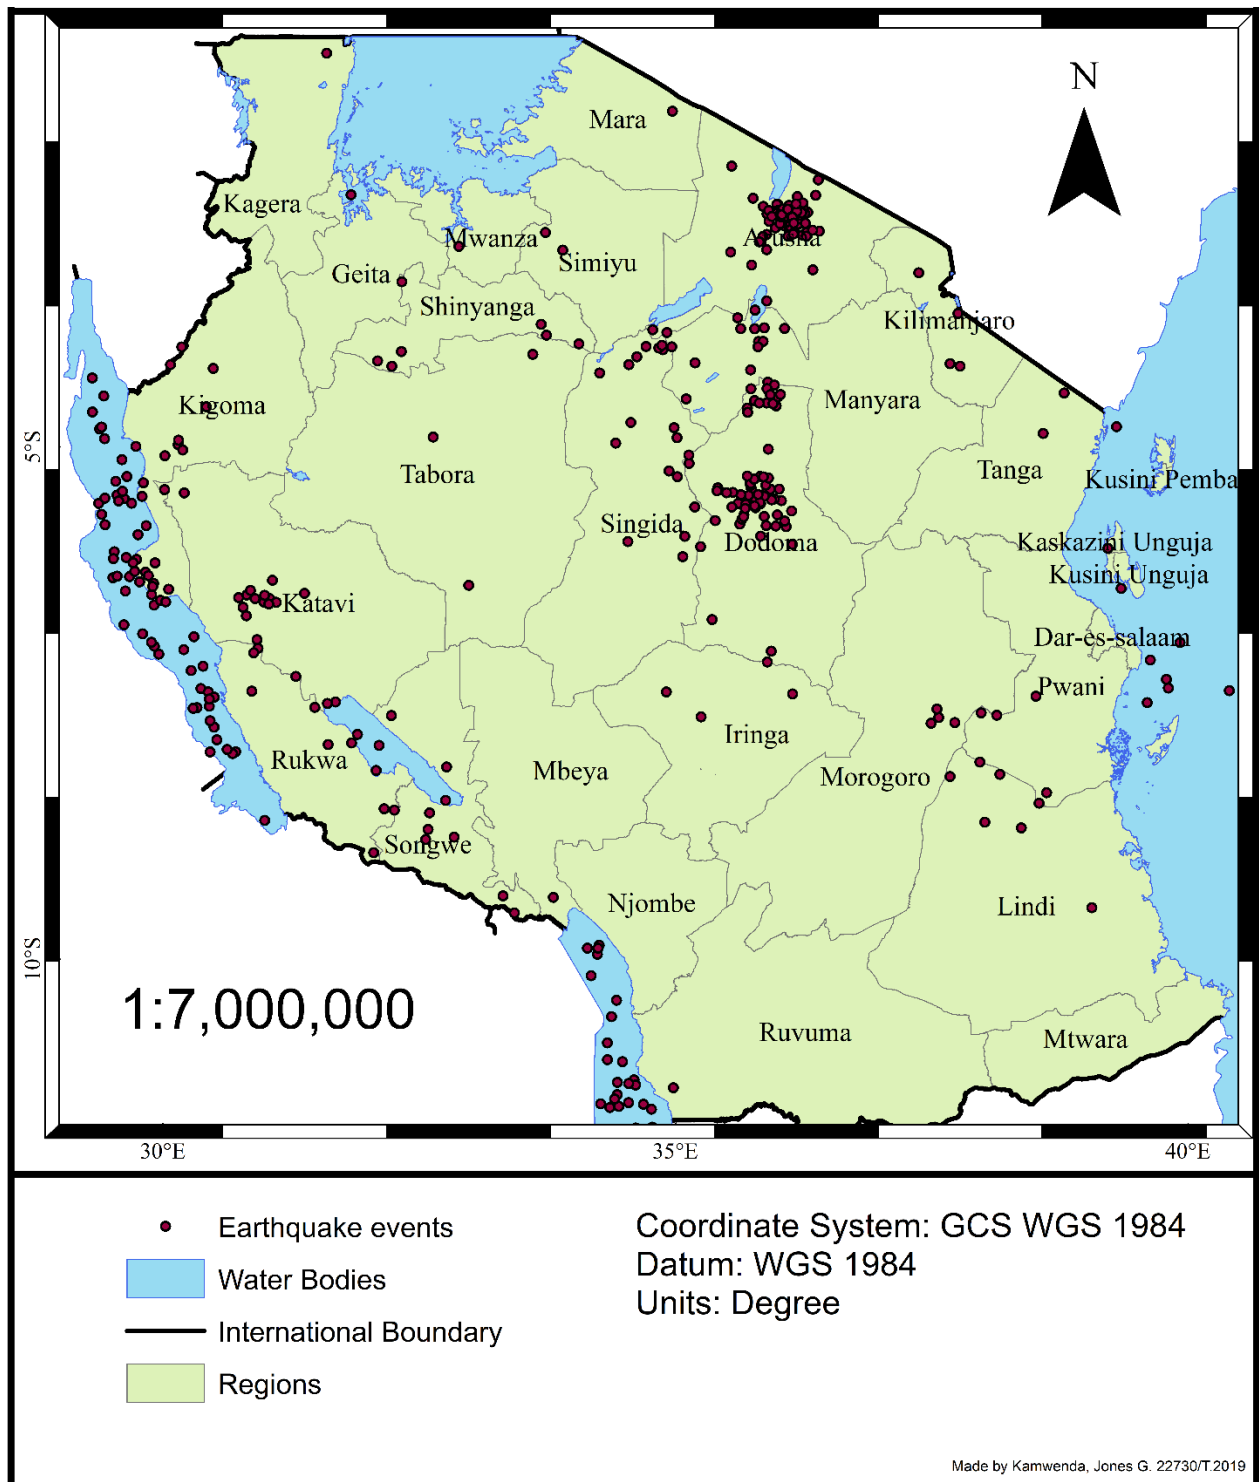 N
Mara
Kagera
Mwanza
Arusha
Simiyu
Geita
Shinyanga
Kilimanjaro
Kigoma
Manyara
5°S
Tabora
Tanga
Kusini Pemba
Singida
Dodoma
Kaskazini Unguja
Kusini Unguja
Katavi
Dar-es-salaam
Pwani
Rukwa
Iringa
Mbeya
Morogoro
Songwe
Njombe
Lindi
10°S
1:7,000,000
Ruvuma
Mtwara
30°E 35°E 40°E
Earthquake events
Water Bodies
International Boundary
Regions
Coordinate System: GCS WGS 1984
Datum: WGS 1984
Units: Degree
Made by Kamwenda, Jones G. 22730/T.2019